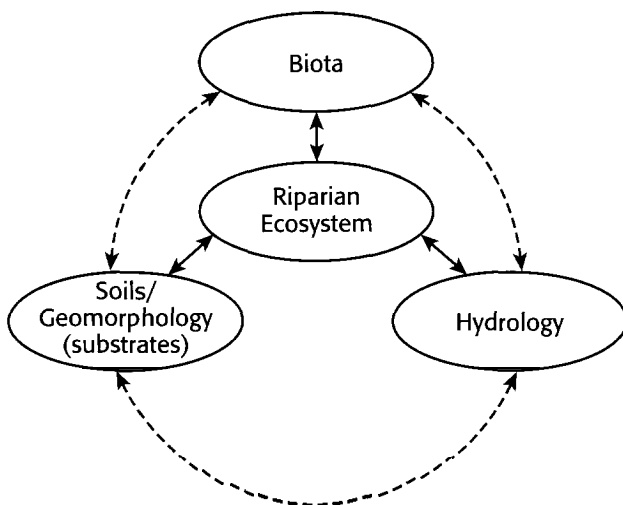 Biota
Riparian
Ecosystem
Soils/
Geomorphology
(substrates)
Hydrology